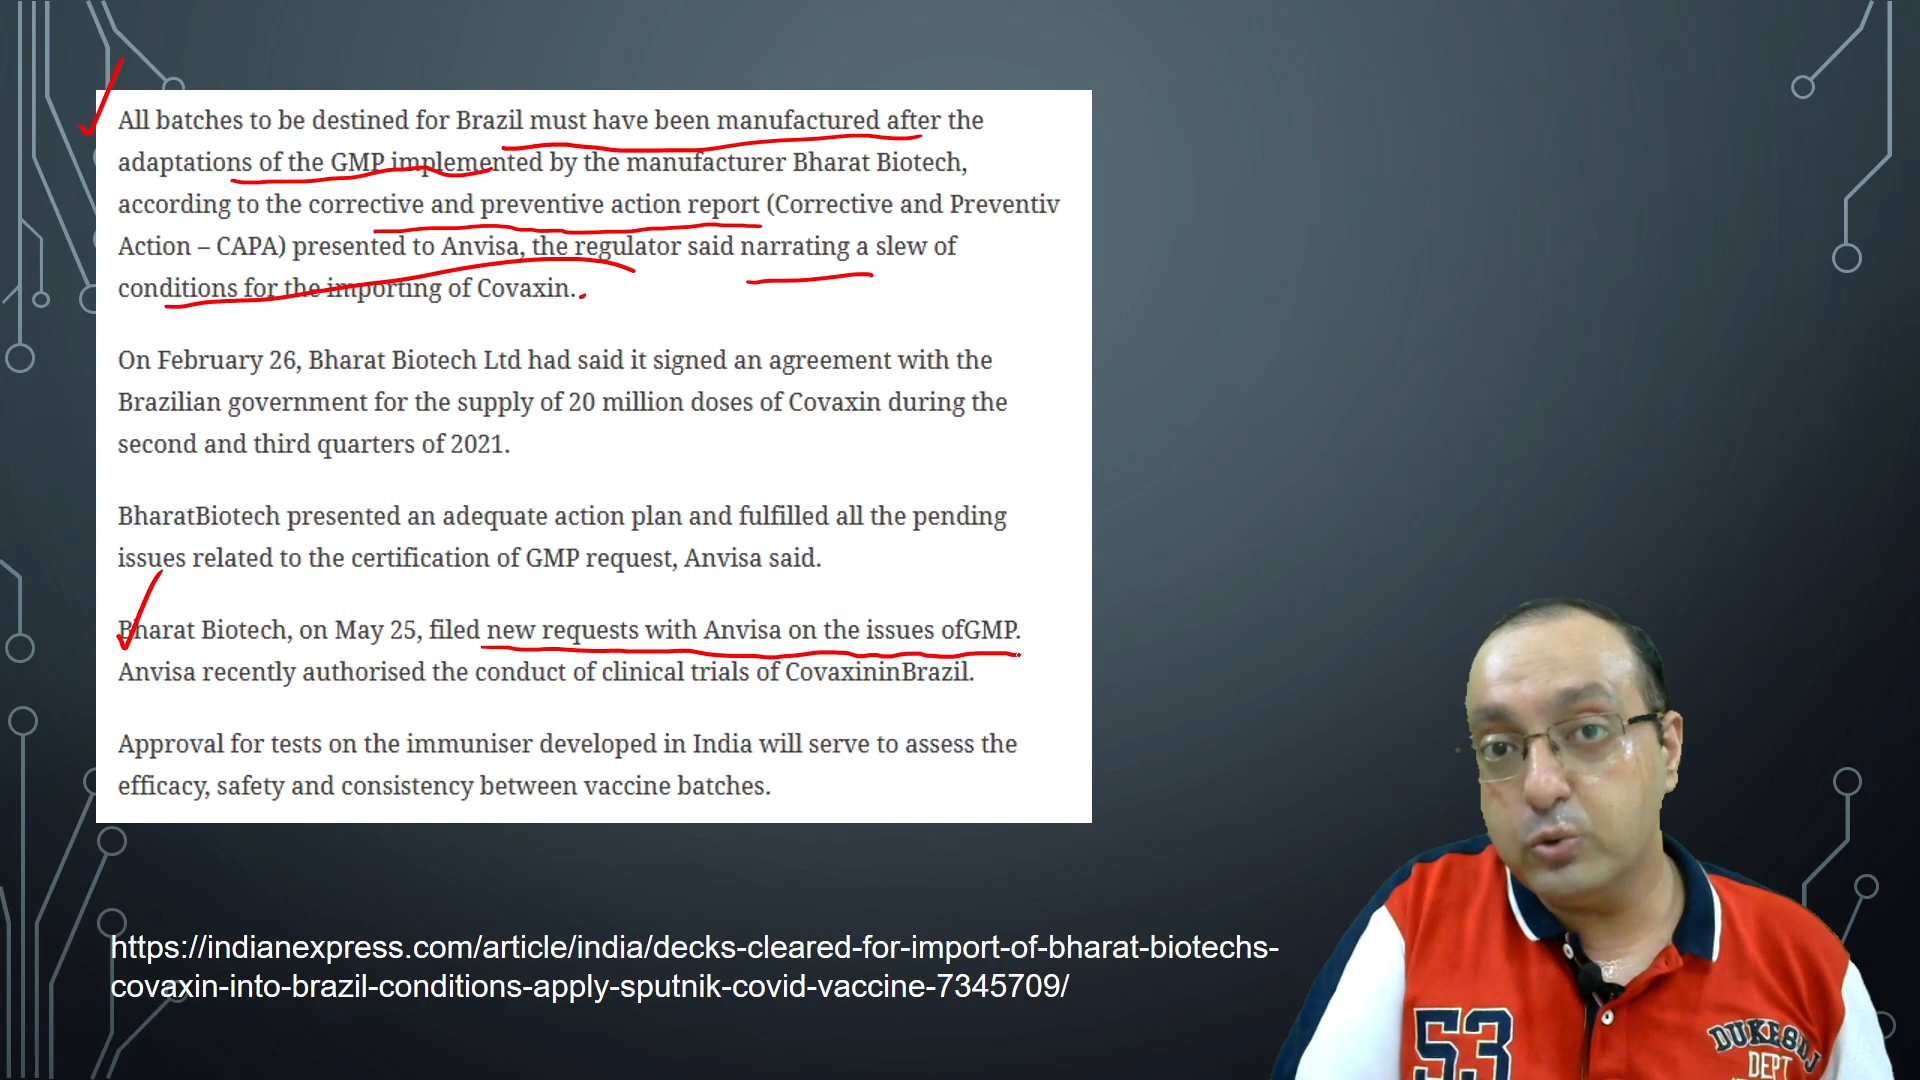 All batches to be destined for Brazil must have been manufactured after the
adaptations of the GMP implemented by the manufacturer Bharat Biotech,
according to the corrective and preventive action report (Corrective and Preventiv
Action – CAPA) presented to Anvisa, the regulator said narrating a slew of
conditions for the importing of Covaxin.
On February 26, Bharat Biotech Ltd had said it signed an agreement with the
Brazilian government for the supply of 20 million doses of Covaxin during the
second and third quarters of 2021.
BharatBiotech presented an adequate action plan and fulfilled all the pending
issues related to the certification of GMP request, Anvisa said.
Bharat Biotech, on May 25, filed new requests with Anvisa on the issues ofGMP.
Anvisa recently authorised the conduct of clinical trials of CovaxininBrazil.
Approval for tests on the immuniser developed in India will serve to assess the
efficacy, safety and consistency between vaccine batches.
https://indianexpress.com/article/india/decks-cleared-for-import-of-bharat-biotechs-
covaxin-into-brazil-conditions-apply-sputnik-covid-vaccine-7345709/
53
DEPT